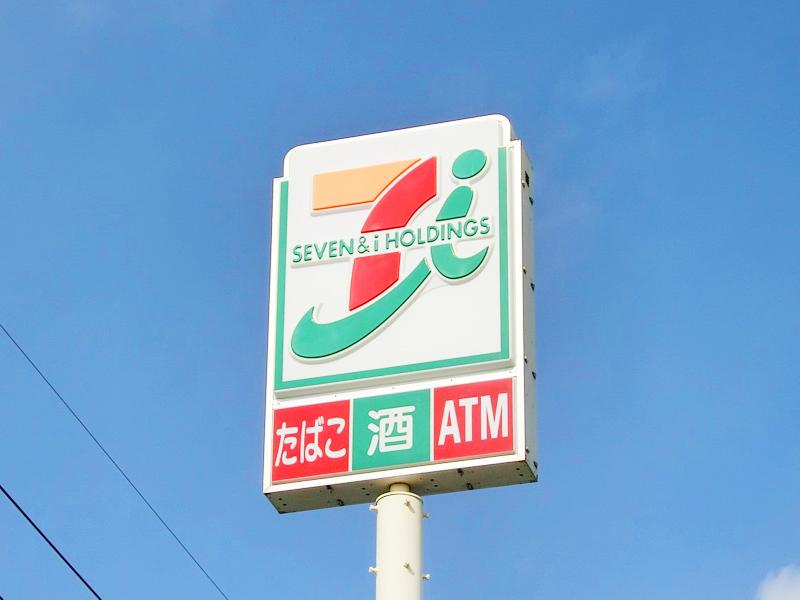 SEVEN & i HOLDINGS
たばこ 酒 ATM